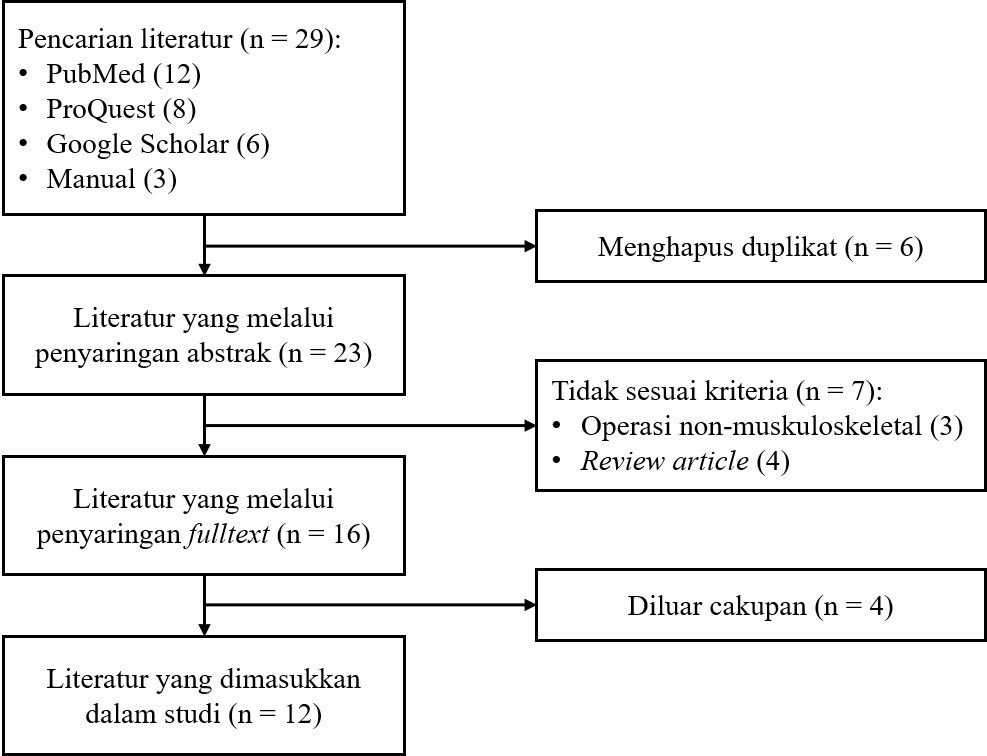 Pencarian literatur (n = 29):
• PubMed (12)
• ProQuest (8)
• Google Scholar (6)
• Manual (3)
Menghapus duplikat (n = 6)
Literatur yang melalui
penyaringan abstrak (n = 23)
Tidak sesuai kriteria (n = 7):
• Operasi non-muskuloskeletal (3)
• Review article (4)
Literatur yang melalui
penyaringan fulltext (n = 16)
Diluar cakupan (n = 4)
Literatur yang dimasukkan
dalam studi (n = 12)